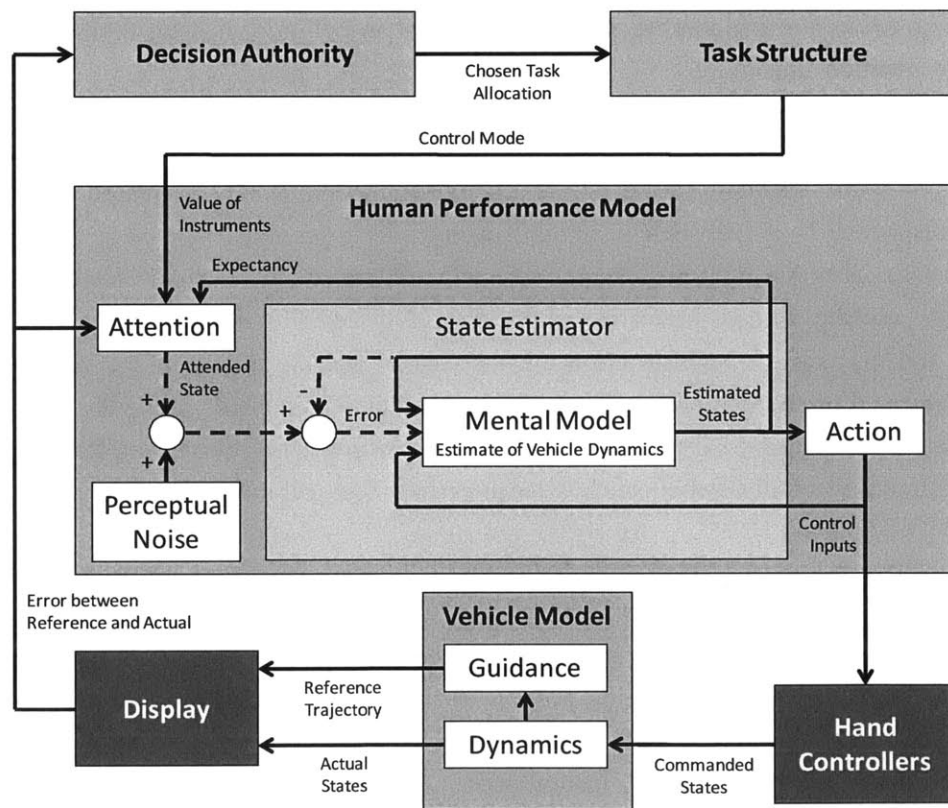 Decision Authority
Chosen Task
Allocation
Task Structure
Control Mode
Value of
Instruments
Human Performance Model
Expectancy
Attention
State Estimator
Attended
State
+
+
+
-
Error
Mental Model
Estimate of Vehicle Dynamics
Estimated
States
Action
Perceptual
Noise
Control
Inputs
Error between
Reference and Actual
Vehicle Model
Guidance
Reference
Trajectory
Display
Dynamics
Actual
States
Commanded
States
Hand
Controllers